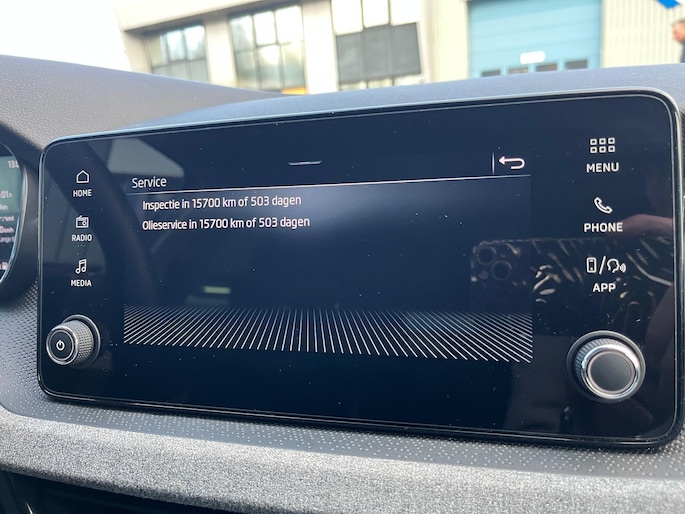 Service
Inspectie in 15700 km of 503 dagen
Olieservice in 15700 km of 503 dagen
HOME
RADIO
MEDIA
MENU
PHONE
APP